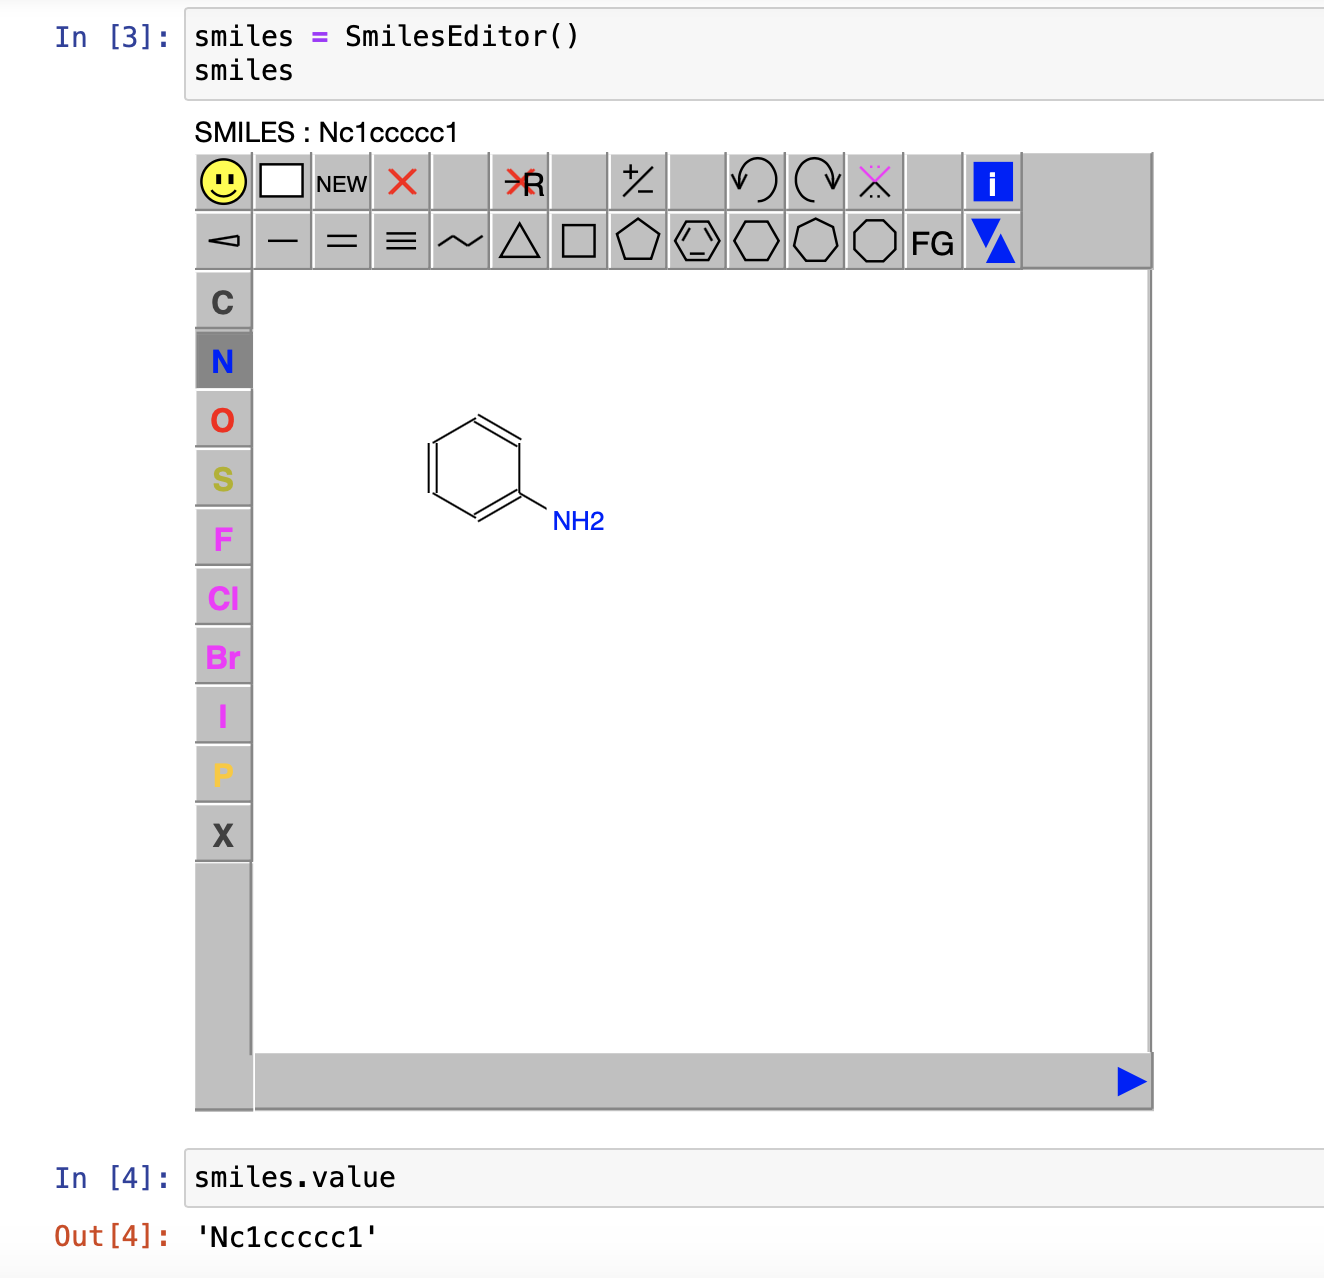 In [3]:
smiles = SmilesEditor()
smiles
SMILES : Nc1ccccc1
NEW
R
+/−
i
FG
C
N
O
S
F
Cl
Br
I
P
X
NH2
In [4]:
smiles.value
Out[4]:
'Nc1ccccc1'